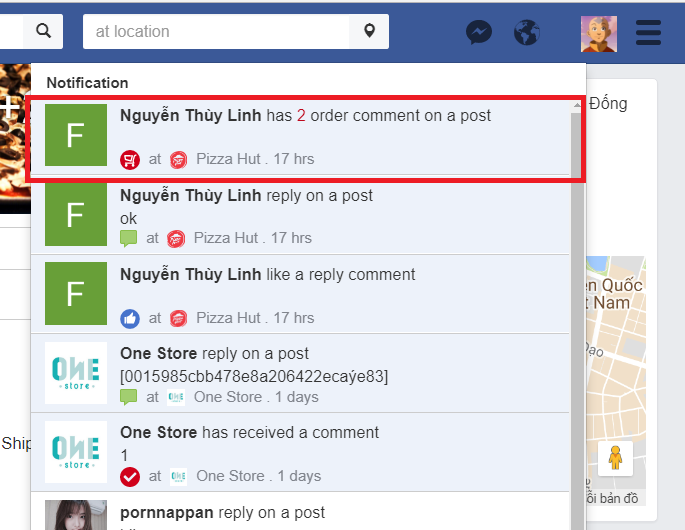 at location
Notification
Nguyễn Thùy Linh has 2 order comment on a post
F
at Pizza Hut . 17 hrs
Nguyễn Thùy Linh reply on a post
F
ok
at Pizza Hut . 17 hrs
Nguyễn Thùy Linh like a reply comment
F
at Pizza Hut . 17 hrs
One Store reply on a post
ONE
store
[0015985cbb478e8a206422ecaýe83]
at One Store . 1 days
One Store has received a comment
ONE
store
1
at One Store . 1 days
pornnappan reply on a post
Đống
Quốc
t Nam
Đạo
Ship
ỗi bản đồ